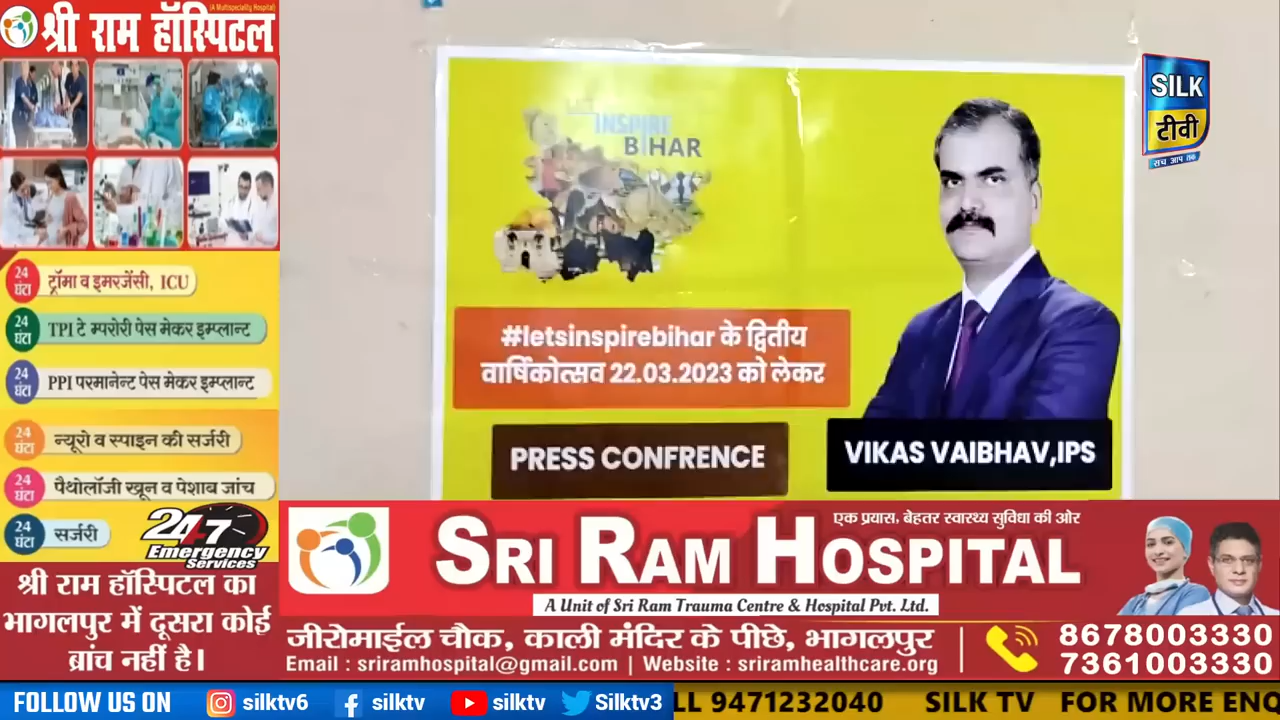 (A Multispeciality Hospital)
श्री राम हॉस्पिटल
24 घंटा
ट्रॉमा व इमरजेंसी, ICU
24 घंटा
TPI टे म्परोरी पेस मेकर इम्प्लान्ट
24 घंटा
PPI परमानेन्ट पेस मेकर इम्प्लान्ट
24 घंटा
न्यूरो व स्पाइन की सर्जरी
24 घंटा
पैथोलॉजी खून व पेशाब जांच
24 घंटा
सर्जरी
24 7
Emergency
Services
श्री राम हॉस्पिटल का
भागलपुर में दूसरा कोई
ब्रांच नहीं है।
LET'S
INSPIRE
BIHAR
#letsinspirebihar के द्वितीय
वार्षिकोत्सव 22.03.2023 को लेकर
PRESS CONFRENCE
VIKAS VAIBHAV,IPS
SILK
टीवी
सच आप तक
एक प्रयास, बेहतर स्वास्थ्य सुविधा की ओर
SRI RAM HOSPITAL
A Unit of Sri Ram Trauma Centre & Hospital Pvt. Ltd.
जीरोमाईल चौक, काली मंदिर के पीछे, भागलपुर
Email : sriramhospital@gmail.com | Website : sriramhealthcare.org
8678003330
7361003330
FOLLOW US ON silktv6 silktv silktv Silktv3 LL 9471232040 SILK TV FOR MORE ENQ